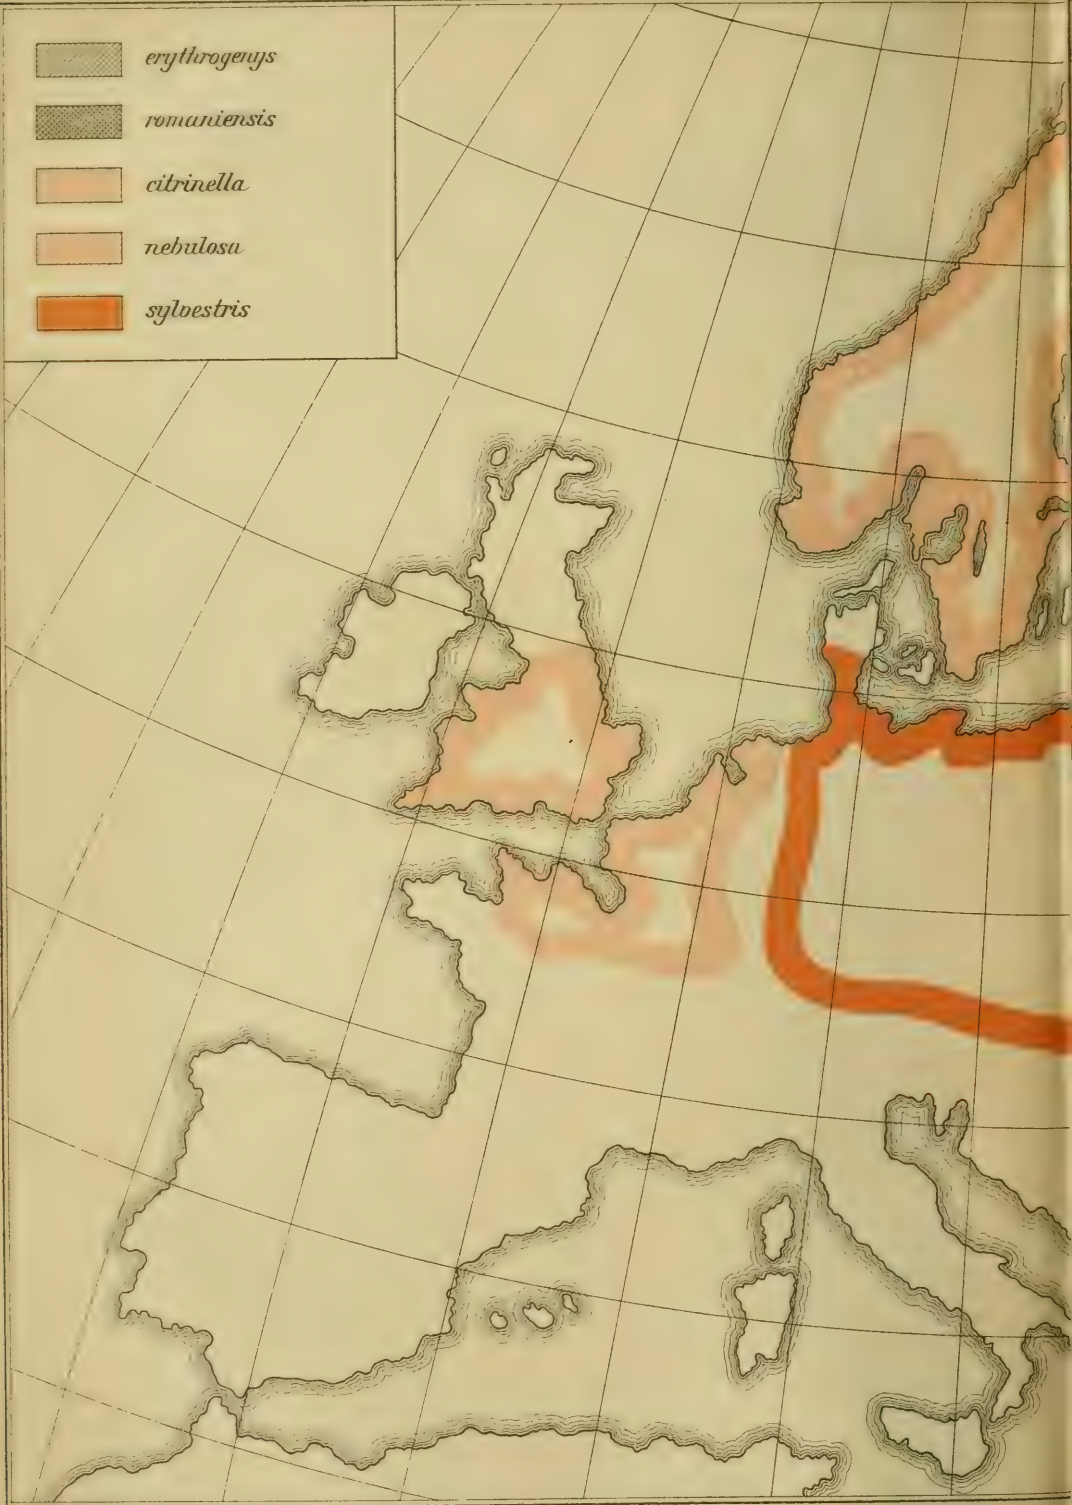 erythrogenys
romaniensis
citrinella
nebulosa
sylvestris